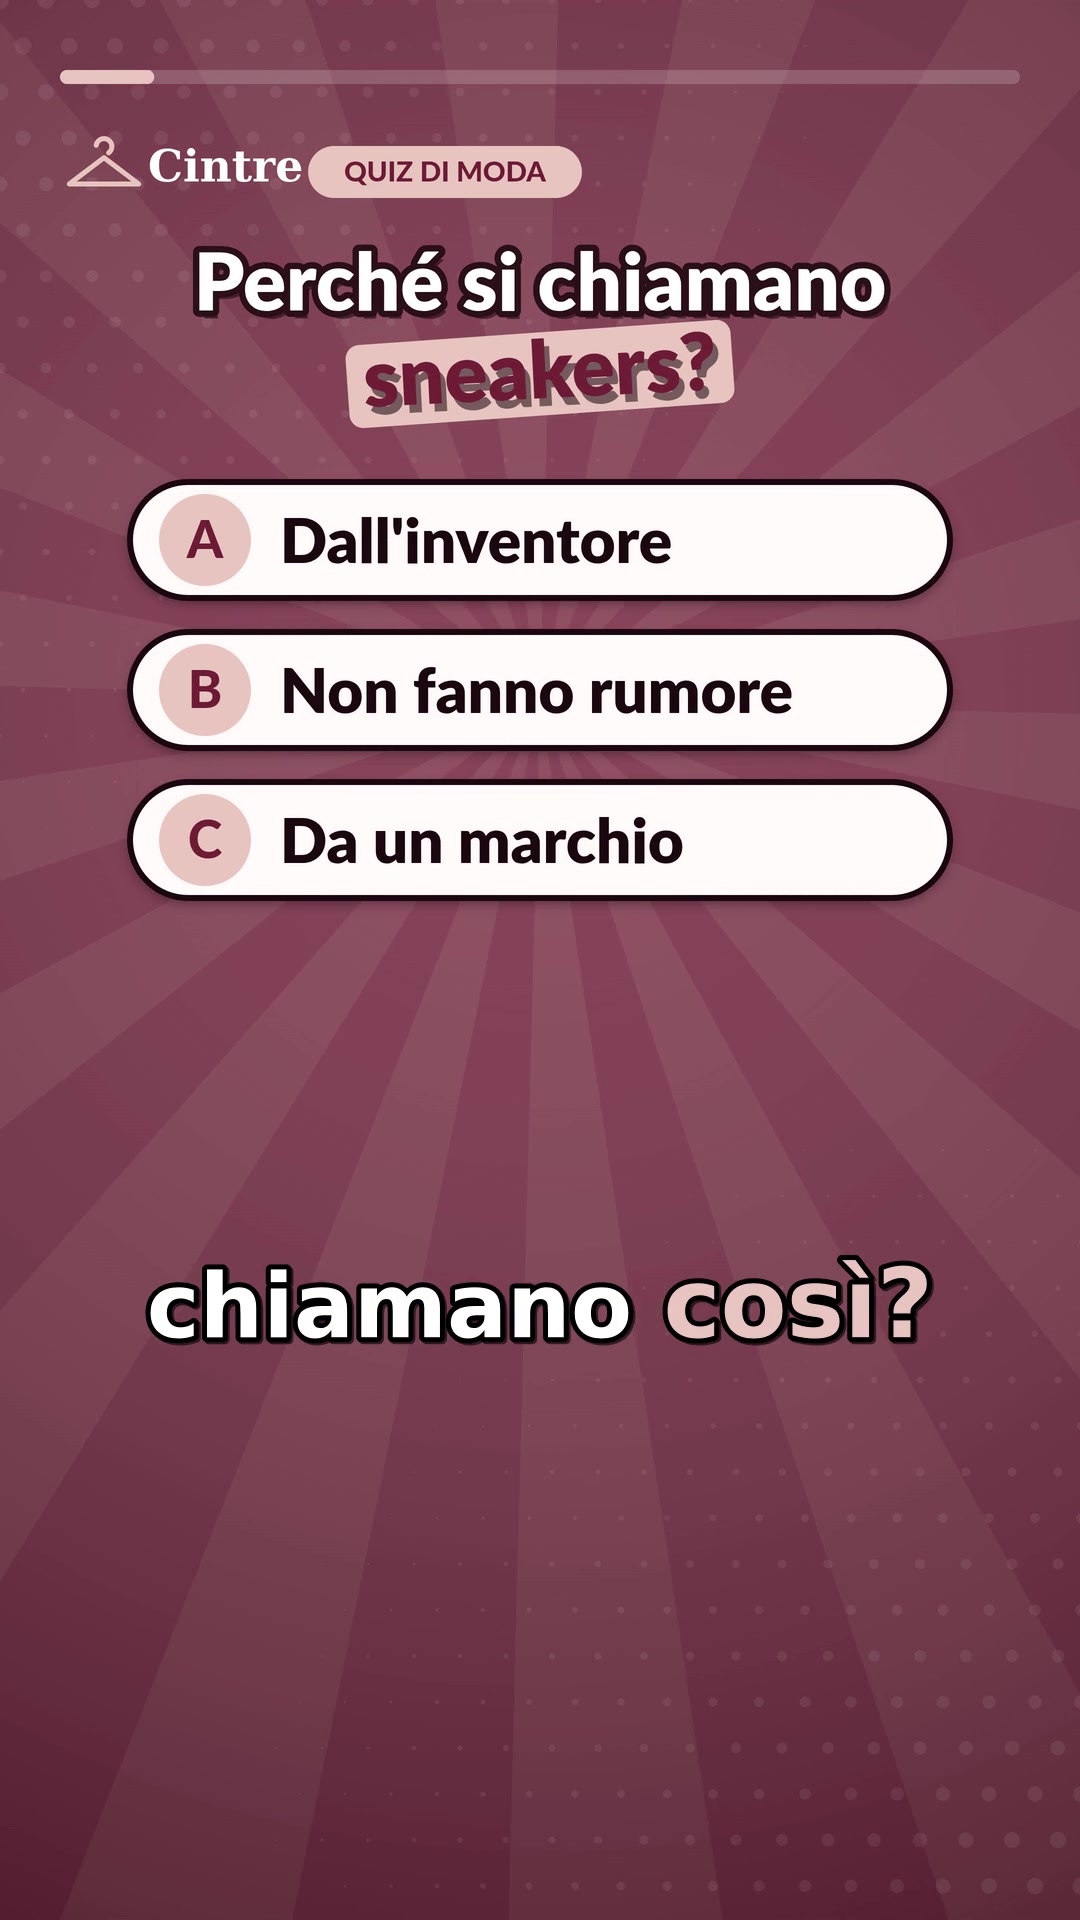 Cintre QUIZ DI MODA
Perché si chiamano
sneakers?
A Dall'inventore
B Non fanno rumore
C Da un marchio
chiamano così?